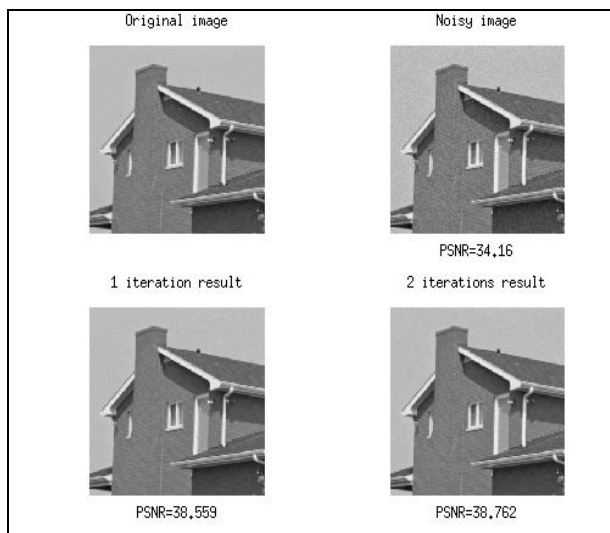 Original image
Noisy image
PSNR=34.16
1 iteration result
2 iterations result
PSNR=38.559
PSNR=38.762